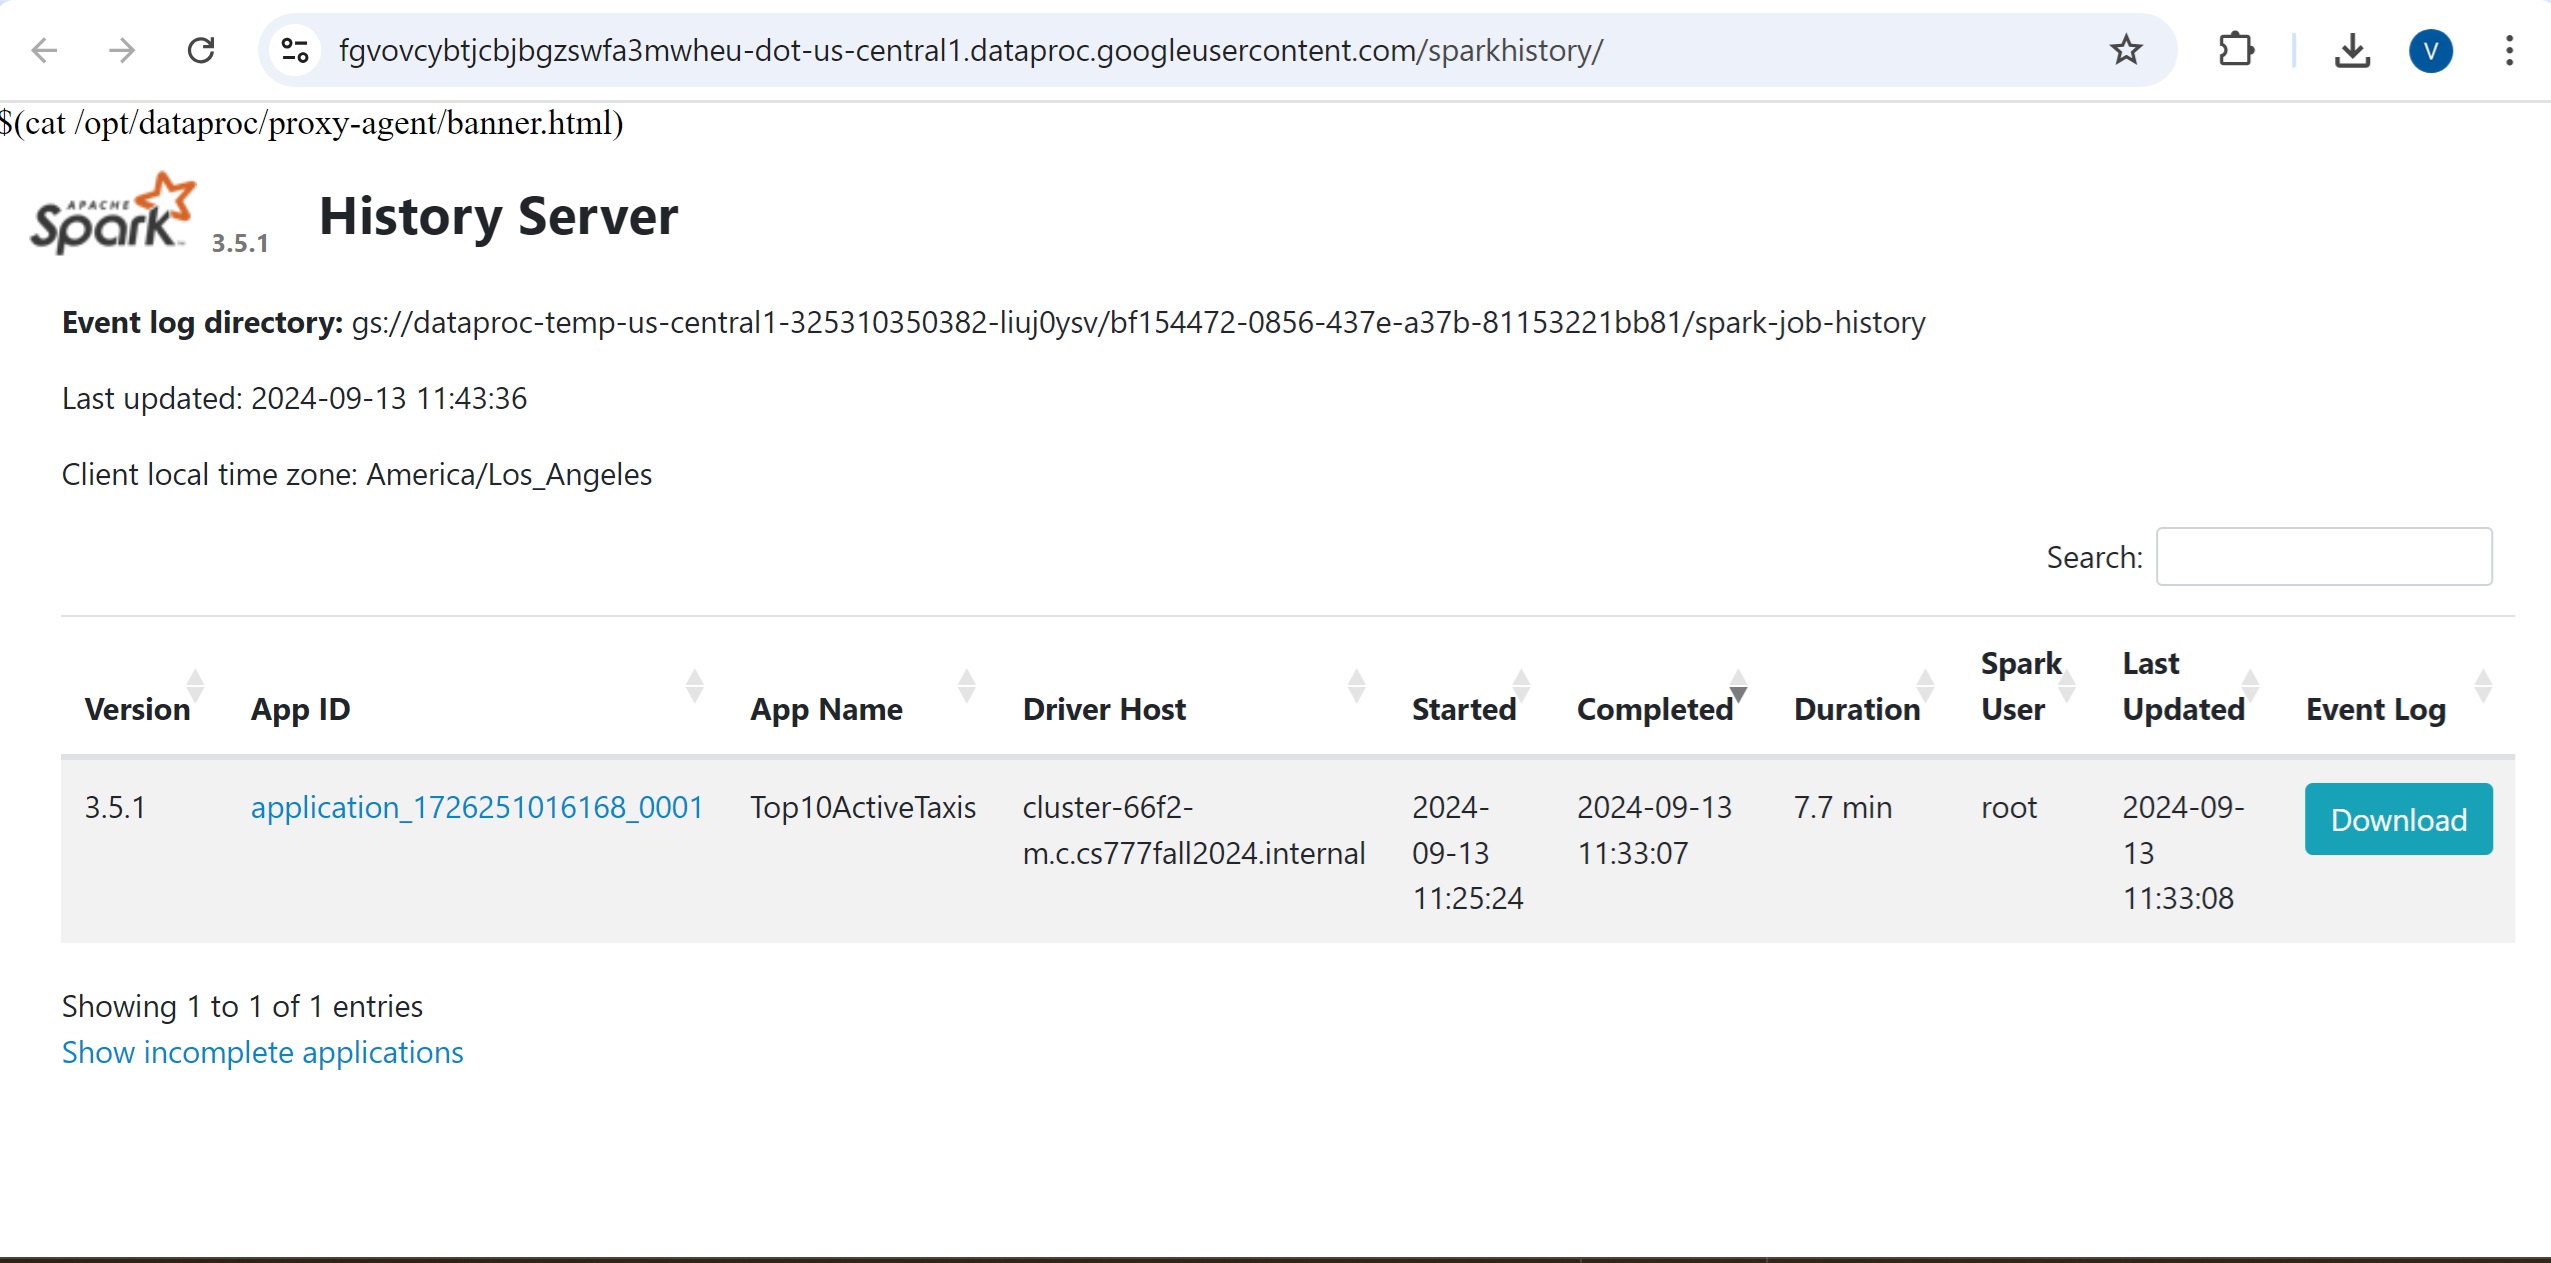 fgvovcybtjcbjbgzswfa3mwheu-dot-us-central1.dataproc.googleusercontent.com/sparkhistory/
V
$(cat /opt/dataproc/proxy-agent/banner.html)
APACHE
Spark
3.5.1
History Server
Event log directory: gs://dataproc-temp-us-central1-325310350382-liuj0ysv/bf154472-0856-437e-a37b-81153221bb81/spark-job-history
Last updated: 2024-09-13 11:43:36
Client local time zone: America/Los_Angeles
Search:
Version App ID App Name Driver Host Started Completed Duration Spark User Last Updated Event Log
3.5.1 application_1726251016168_0001 Top10ActiveTaxis cluster-66f2- 2024- 2024-09-13 7.7 min root 2024-09- Download
m.c.cs777fall2024.internal 09-13 11:33:07 13
11:25:24 11:33:08
Showing 1 to 1 of 1 entries
Show incomplete applications